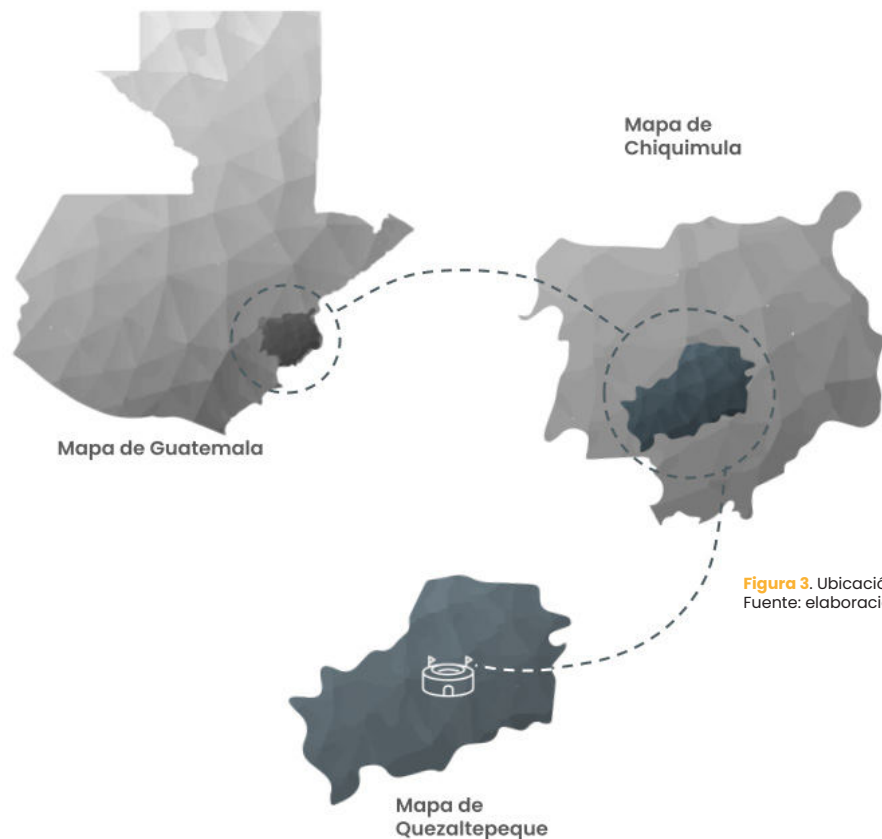 Mapa de
Chiquimula
Mapa de Guatemala
Figura 3. Ubicació
Fuente: elaboraci
Mapa de
Quezaltepeque